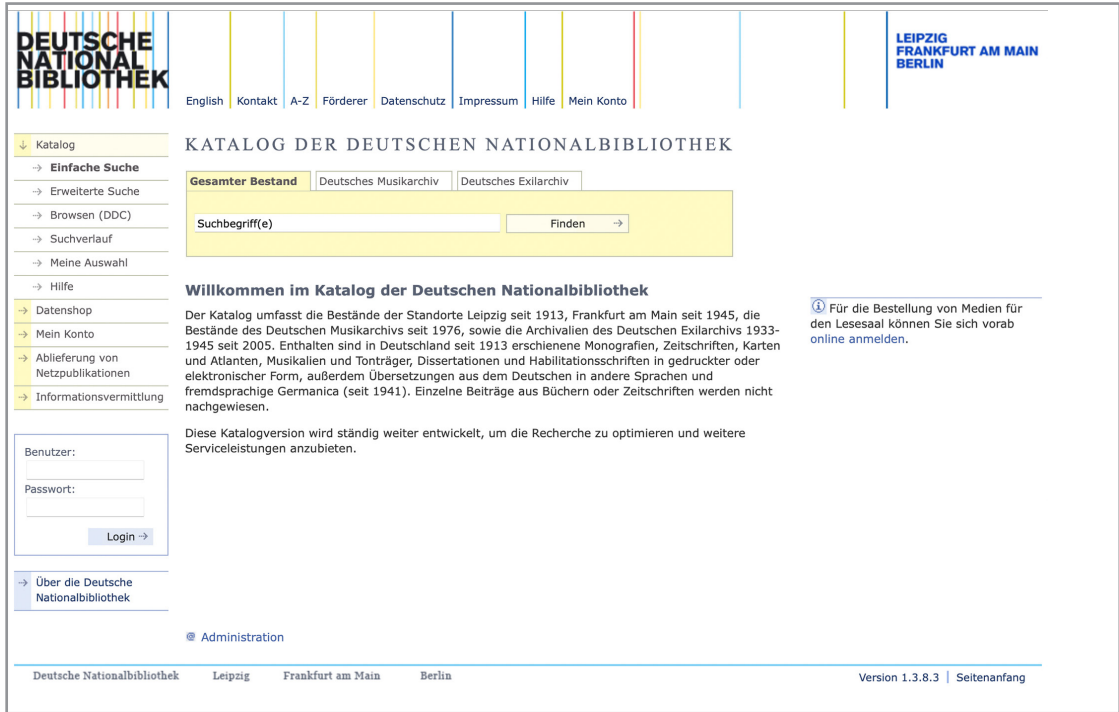 DEUTSCHE
NATIONAL
BIBLIOTHEK
LEIPZIG
FRANKFURT AM MAIN
BERLIN
English Kontakt A-Z Förderer Datenschutz Impressum Hilfe Mein Konto
Katalog
Einfache Suche
Erweiterte Suche
Browsen (DDC)
Suchverlauf
Meine Auswahl
Hilfe
Datenshop
Mein Konto
Ablieferung von
Netzpublikationen
Informationsvermittlung
Benutzer:
Passwort:
Login
Über die Deutsche
Nationalbibliothek
KATALOG DER DEUTSCHEN NATIONALBIBLIOTHEK
Gesamter Bestand Deutsches Musikarchiv Deutsches Exilarchiv
Suchbegriff(e) Finden
Willkommen im Katalog der Deutschen Nationalbibliothek
Der Katalog umfasst die Bestände der Standorte Leipzig seit 1913, Frankfurt am Main seit 1945, die
Bestände des Deutschen Musikarchivs seit 1976, sowie die Archivalien des Deutschen Exilarchivs 1933-
1945 seit 2005. Enthalten sind in Deutschland seit 1913 erschienene Monografien, Zeitschriften, Karten
und Atlanten, Musikalien und Tonträger, Dissertationen und Habilitationsschriften in gedruckter oder
elektronischer Form, außerdem Übersetzungen aus dem Deutschen in andere Sprachen und
fremdsprachige Germanica (seit 1941). Einzelne Beiträge aus Büchern oder Zeitschriften werden nicht
nachgewiesen.
Diese Katalogversion wird ständig weiter entwickelt, um die Recherche zu optimieren und weitere
Serviceleistungen anzubieten.
Für die Bestellung von Medien für
den Lesesaal können Sie sich vorab
online anmelden.
@ Administration
Deutsche Nationalbibliothek Leipzig Frankfurt am Main Berlin
Version 1.3.8.3 Seitenanfang